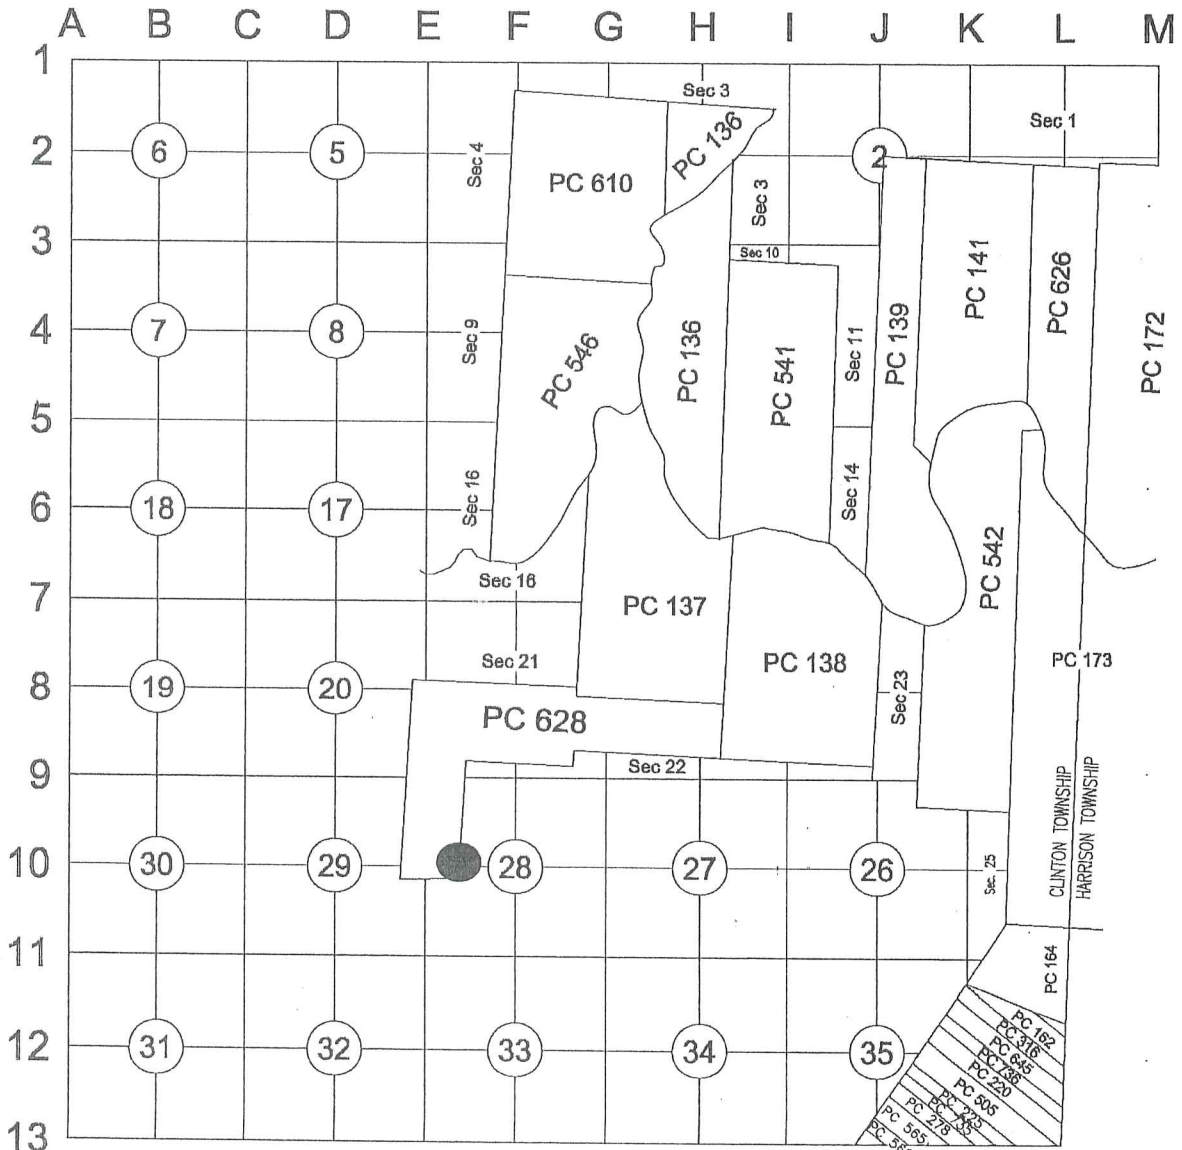 A B C D E F G H I J K L M
1
Sec 3
Sec 1
PC 136
2
6
5
Sec 4
2
PC 610
Sec 3
3
Sec 10
PC 141
PC 626
PC 139
4
7
8
Sec 9
PC 546
PC 136
PC 541
Sec 11
PC 172
5
6
18
17
Sec 16
Sec 14
PC 542
7
Sec 16
PC 137
Sec 21
PC 138
PC 173
8
19
20
Sec 23
PC 628
9
Sec 22
CLINTON TOWNSHIP
HARRISON TOWNSHIP
10
30
29
28
27
26
Sec. 25
11
PC 164
12
31
32
33
34
35
PC 162
PC 316
PC 645
PC 736
PC 220
PC 505
PC 225
PC 278
PC 565
13